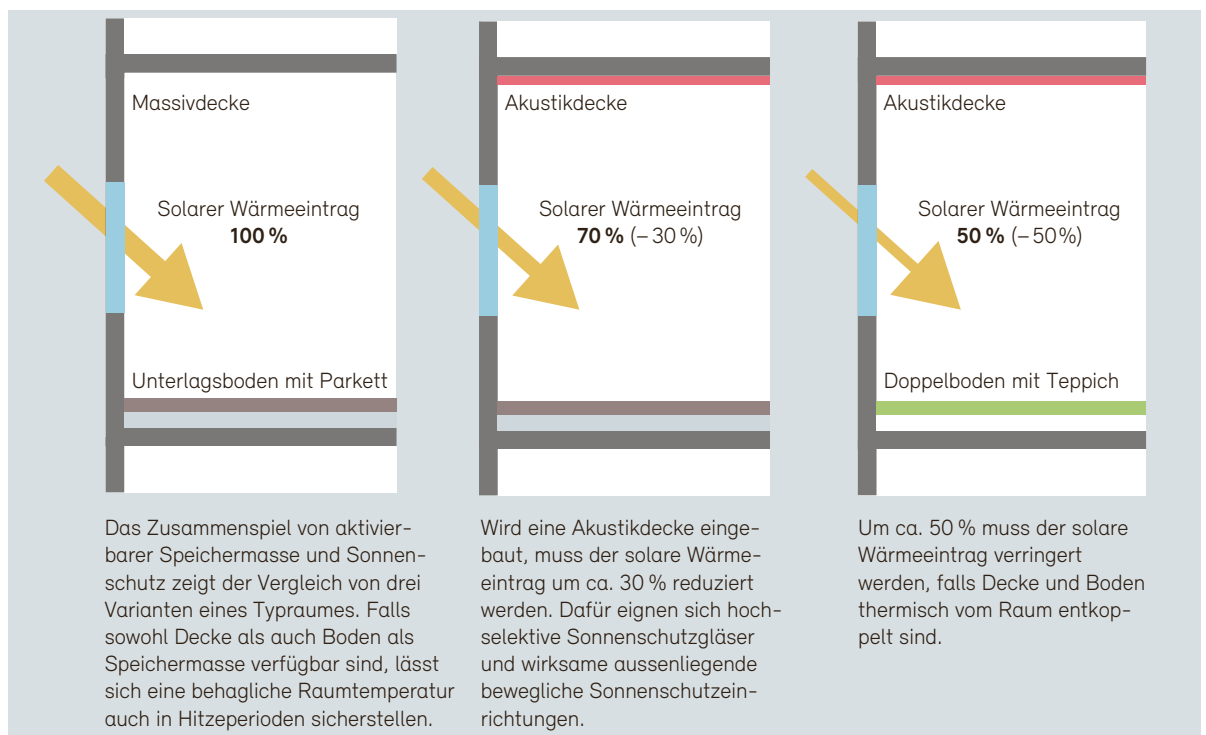 Massivdecke
Solarer Wärmeeintrag
100 %
Unterlagsboden mit Parkett
Das Zusammenspiel von aktivier-
barer Speichermasse und Sonnen-
schutz zeigt der Vergleich von drei
Varianten eines Typraumes. Falls
sowohl Decke als auch Boden als
Speichermasse verfügbar sind, lässt
sich eine behagliche Raumtemperatur
auch in Hitzeperioden sicherstellen.
Akustikdecke
Solarer Wärmeeintrag
70 % (– 30 %)
Wird eine Akustikdecke einge-
baut, muss der solare Wärme-
eintrag um ca. 30 % reduziert
werden. Dafür eignen sich hoch-
selektive Sonnenschutzgläser
und wirksame aussenliegende
bewegliche Sonnenschutzein-
richtungen.
Akustikdecke
Solarer Wärmeeintrag
50 % (– 50 %)
Doppelboden mit Teppich
Um ca. 50 % muss der solare
Wärmeeintrag verringert
werden, falls Decke und Boden
thermisch vom Raum entkop-
pelt sind.